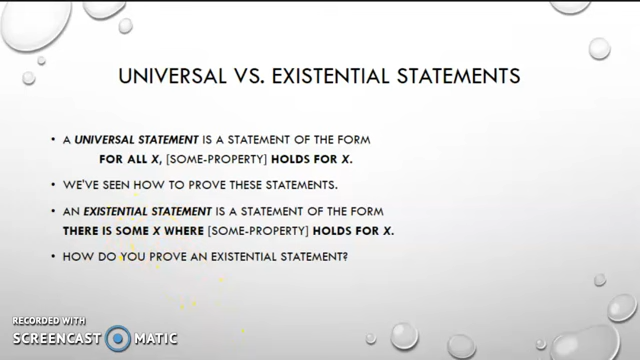 UNIVERSAL VS. EXISTENTIAL STATEMENTS
• A UNIVERSAL STATEMENT IS A STATEMENT OF THE FORM
FOR ALL X, [SOME-PROPERTY] HOLDS FOR X.
• WE'VE SEEN HOW TO PROVE THESE STATEMENTS.
• AN EXISTENTIAL STATEMENT IS A STATEMENT OF THE FORM
THERE IS SOME X WHERE [SOME-PROPERTY] HOLDS FOR X.
• HOW DO YOU PROVE AN EXISTENTIAL STATEMENT?
RECORDED WITH
SCREENCAST MATIC